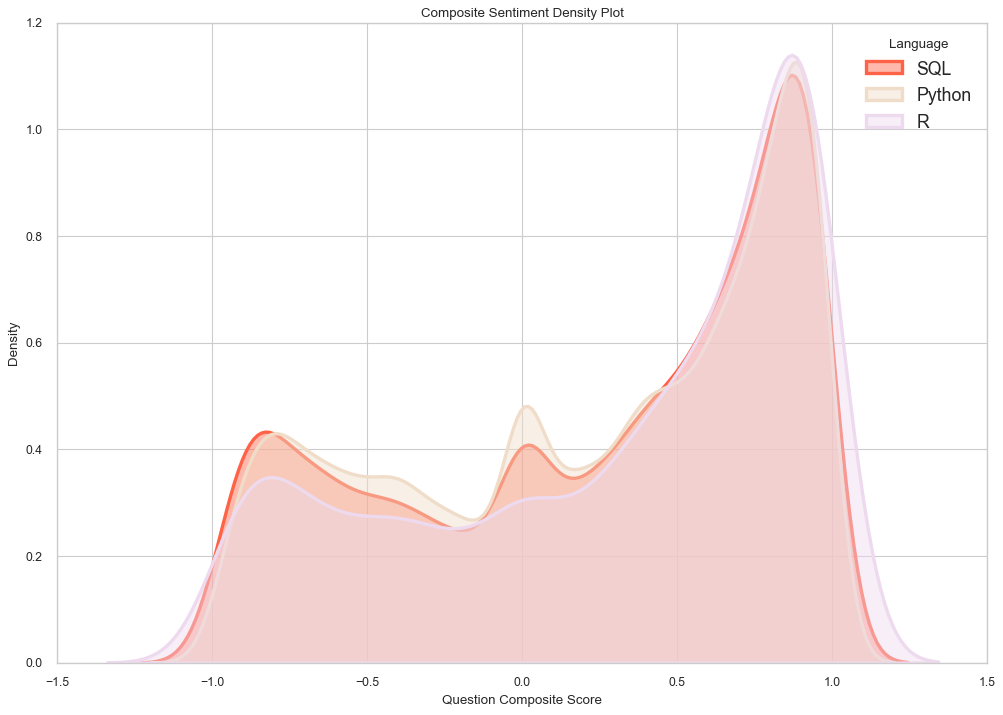 Composite Sentiment Density Plot
Language
SQL
Python
R
1.2
1.0
0.8
0.6
0.4
0.2
0.0
Density
−1.5 −1.0 −0.5 0.0 0.5 1.0 1.5
Question Composite Score